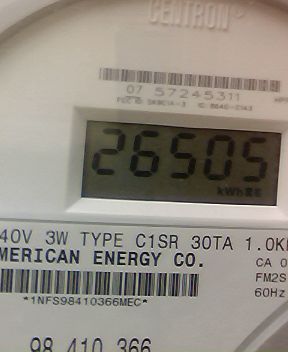 CENTRON
07 57245311
26505
kWh
40V 3W TYPE C1SR 30TA 1.0K
MERICAN ENERGY CO.
CA 0
FM2S
60Hz
*1NFS98410366MEC*
98 410 366